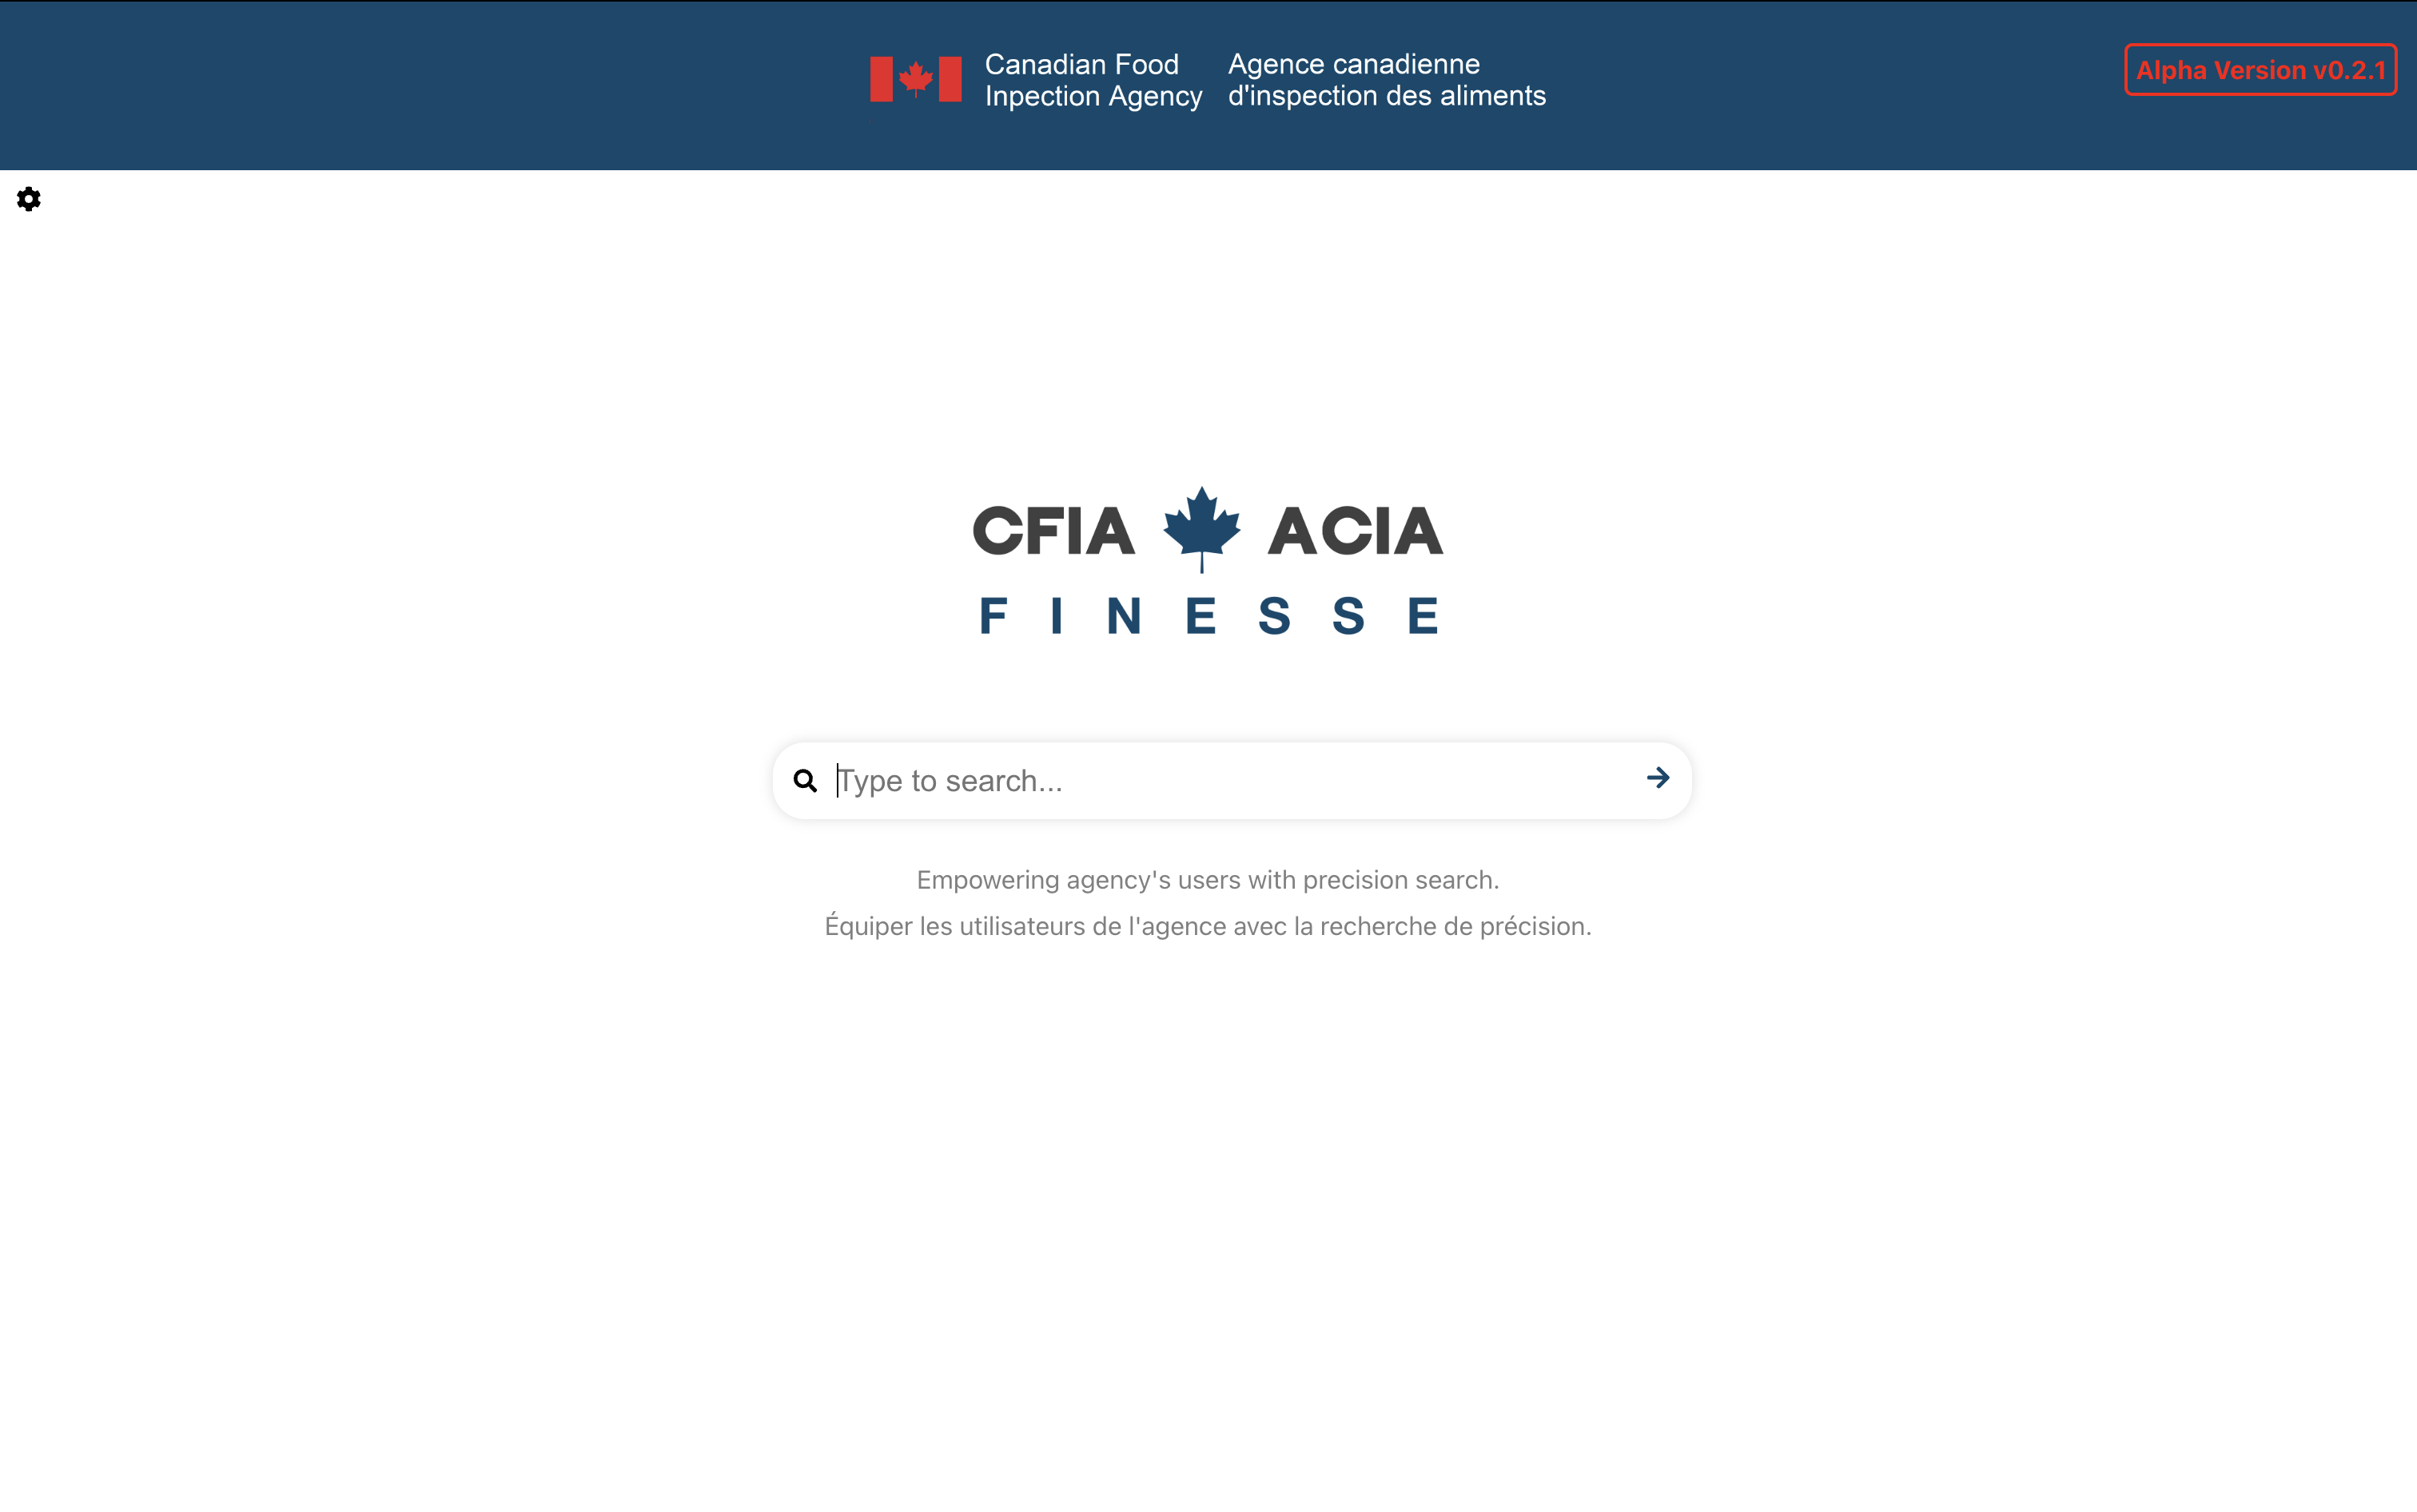 Canadian Food
Inpection Agency
Agence canadienne
d'inspection des aliments
Alpha Version v0.2.1
CFIA ACIA
FINESSE
Type to search...
Empowering agency's users with precision search.
Équiper les utilisateurs de l'agence avec la recherche de précision.